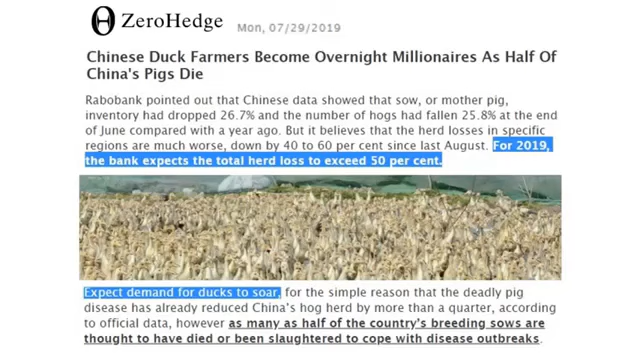 ZeroHedge
Mon, 07/29/2019
Chinese Duck Farmers Become Overnight Millionaires As Half Of
China's Pigs Die
Rabobank pointed out that Chinese data showed that sow, or mother pig,
inventory had dropped 26.7% and the number of hogs had fallen 25.8% at the end
of June compared with a year ago. But it believes that the herd losses in specific
regions are much worse, down by 40 to 60 per cent since last August. For 2019,
the bank expects the total herd loss to exceed 50 per cent.
Expect demand for ducks to soar, for the simple reason that the deadly pig
disease has already reduced China's hog herd by more than a quarter, according
to official data, however as many as half of the country's breeding sows are
thought to have died or been slaughtered to cope with disease outbreaks.